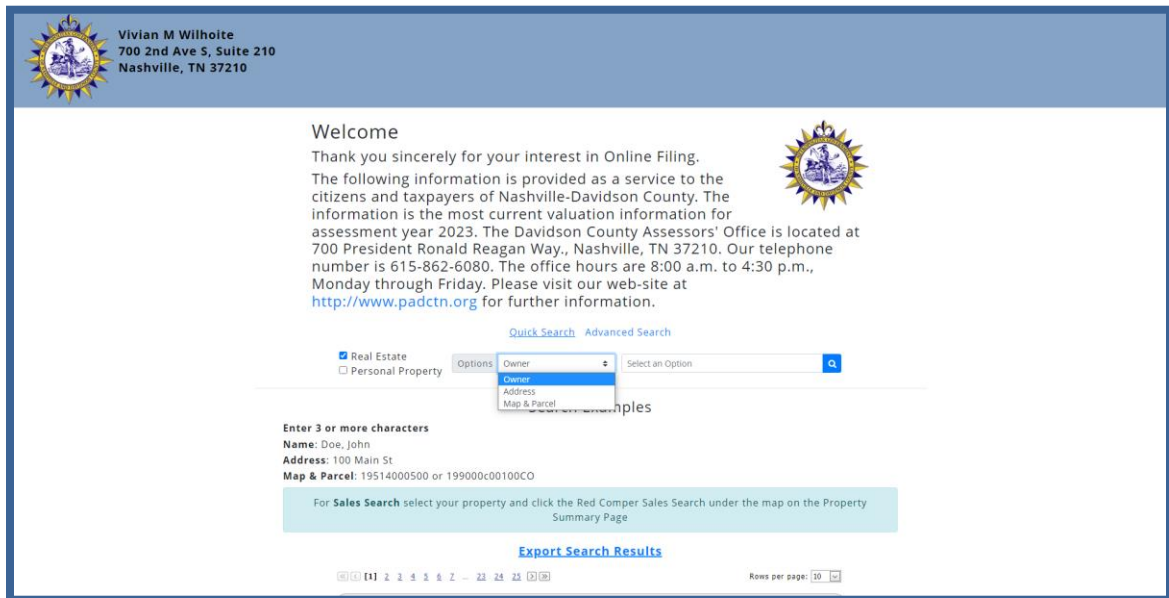 Vivian M Wilhoite
700 2nd Ave S, Suite 210
Nashville, TN 37210
Welcome
Thank you sincerely for your interest in Online Filing.
The following information is provided as a service to the
citizens and taxpayers of Nashville-Davidson County. The
information is the most current valuation information for
assessment year 2023. The Davidson County Assessors' Office is located at
700 President Ronald Reagan Way., Nashville, TN 37210. Our telephone
number is 615-862-6080. The office hours are 8:00 a.m. to 4:30 p.m.,
Monday through Friday. Please visit our web-site at
http://www.padctn.org for further information.
Quick Search Advanced Search
Real Estate
Personal Property
Options Owner Select an Option
Owner
Address
Map & Parcel
Search Examples
Enter 3 or more characters
Name: Doe, John
Address: 100 Main St
Map & Parcel: 19514000500 or 199000c00100CO
For Sales Search select your property and click the Red Comper Sales Search under the map on the Property
Summary Page
Export Search Results
[1] 2 3 4 5 6 7 ... 23 24 25 Rows per page: 10